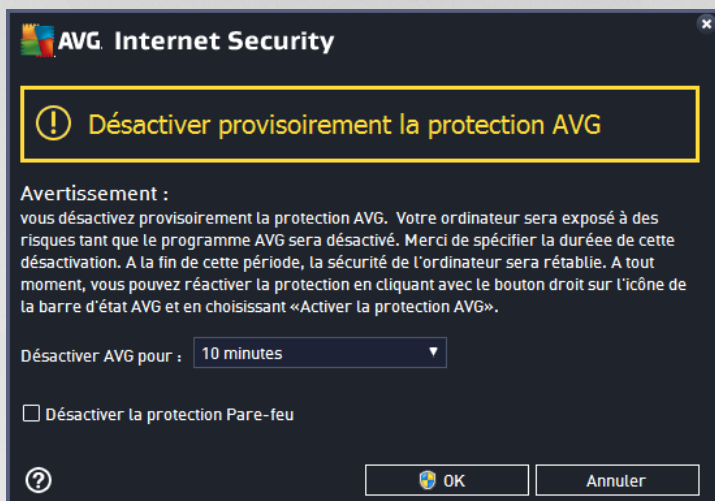 AVG. Internet Security
Désactiver provisoirement la protection AVG
Avertissement :
vous désactivez provisoirement la protection AVG. Votre ordinateur sera exposé à des
risques tant que le programme AVG sera désactivé. Merci de spécifier la duréee de cette
désactivation. A la fin de cette période, la sécurité de l'ordinateur sera rétablie. A tout
moment, vous pouvez réactiver la protection en cliquant avec le bouton droit sur l'icône de
la barre d'état AVG et en choisissant «Activer la protection AVG».
Désactiver AVG pour : 10 minutes
Désactiver la protection Pare-feu
OK Annuler